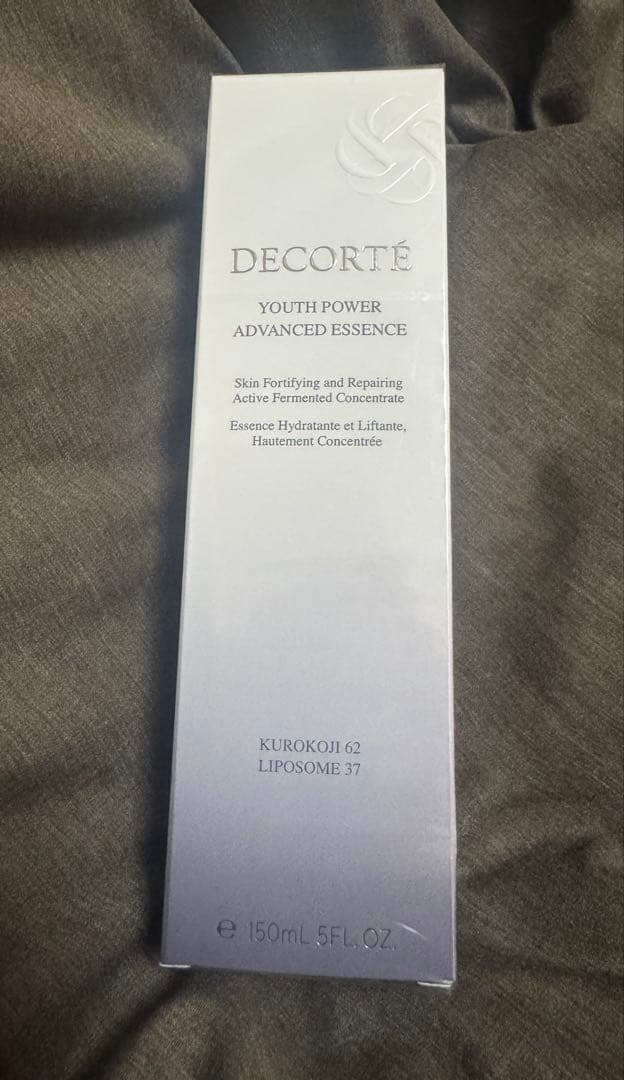 DECORTÉ
YOUTH POWER
ADVANCED ESSENCE
Skin Fortifying and Repairing
Active Fermented Concentrate
Essence Hydratante et Liftante,
Hautement Concentrée
KUROKOJI 62
LIPOSOME 37
℮ 150mL 5FL.OZ.